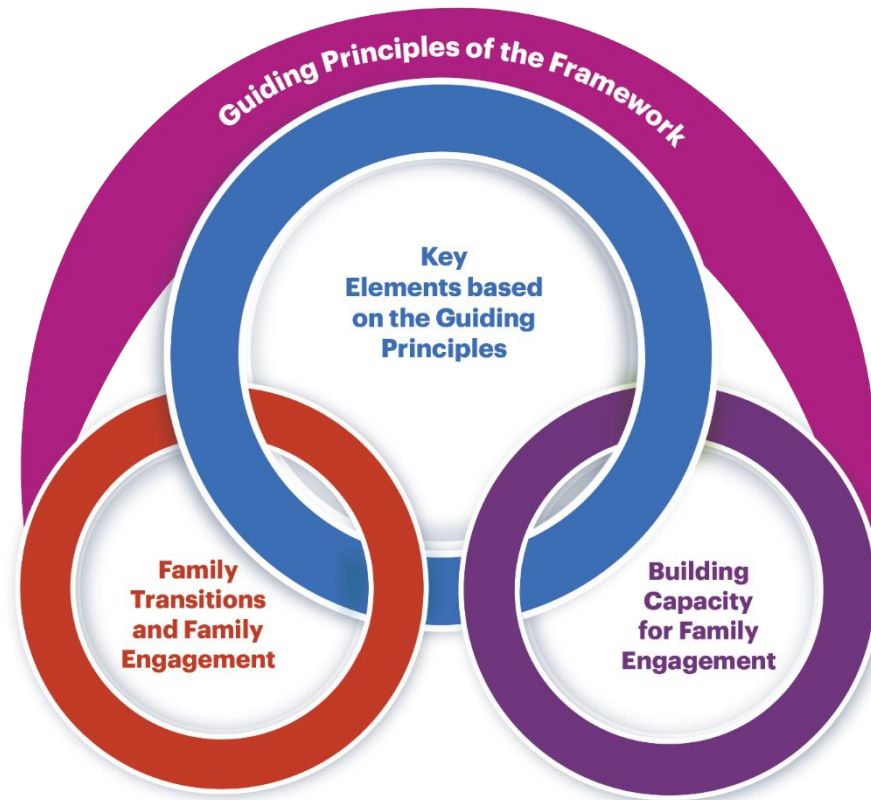 Guiding Principles of the Framework
Key
Elements based
on the Guiding
Principles
Family
Transitions
and Family
Engagement
Building
Capacity
for Family
Engagement